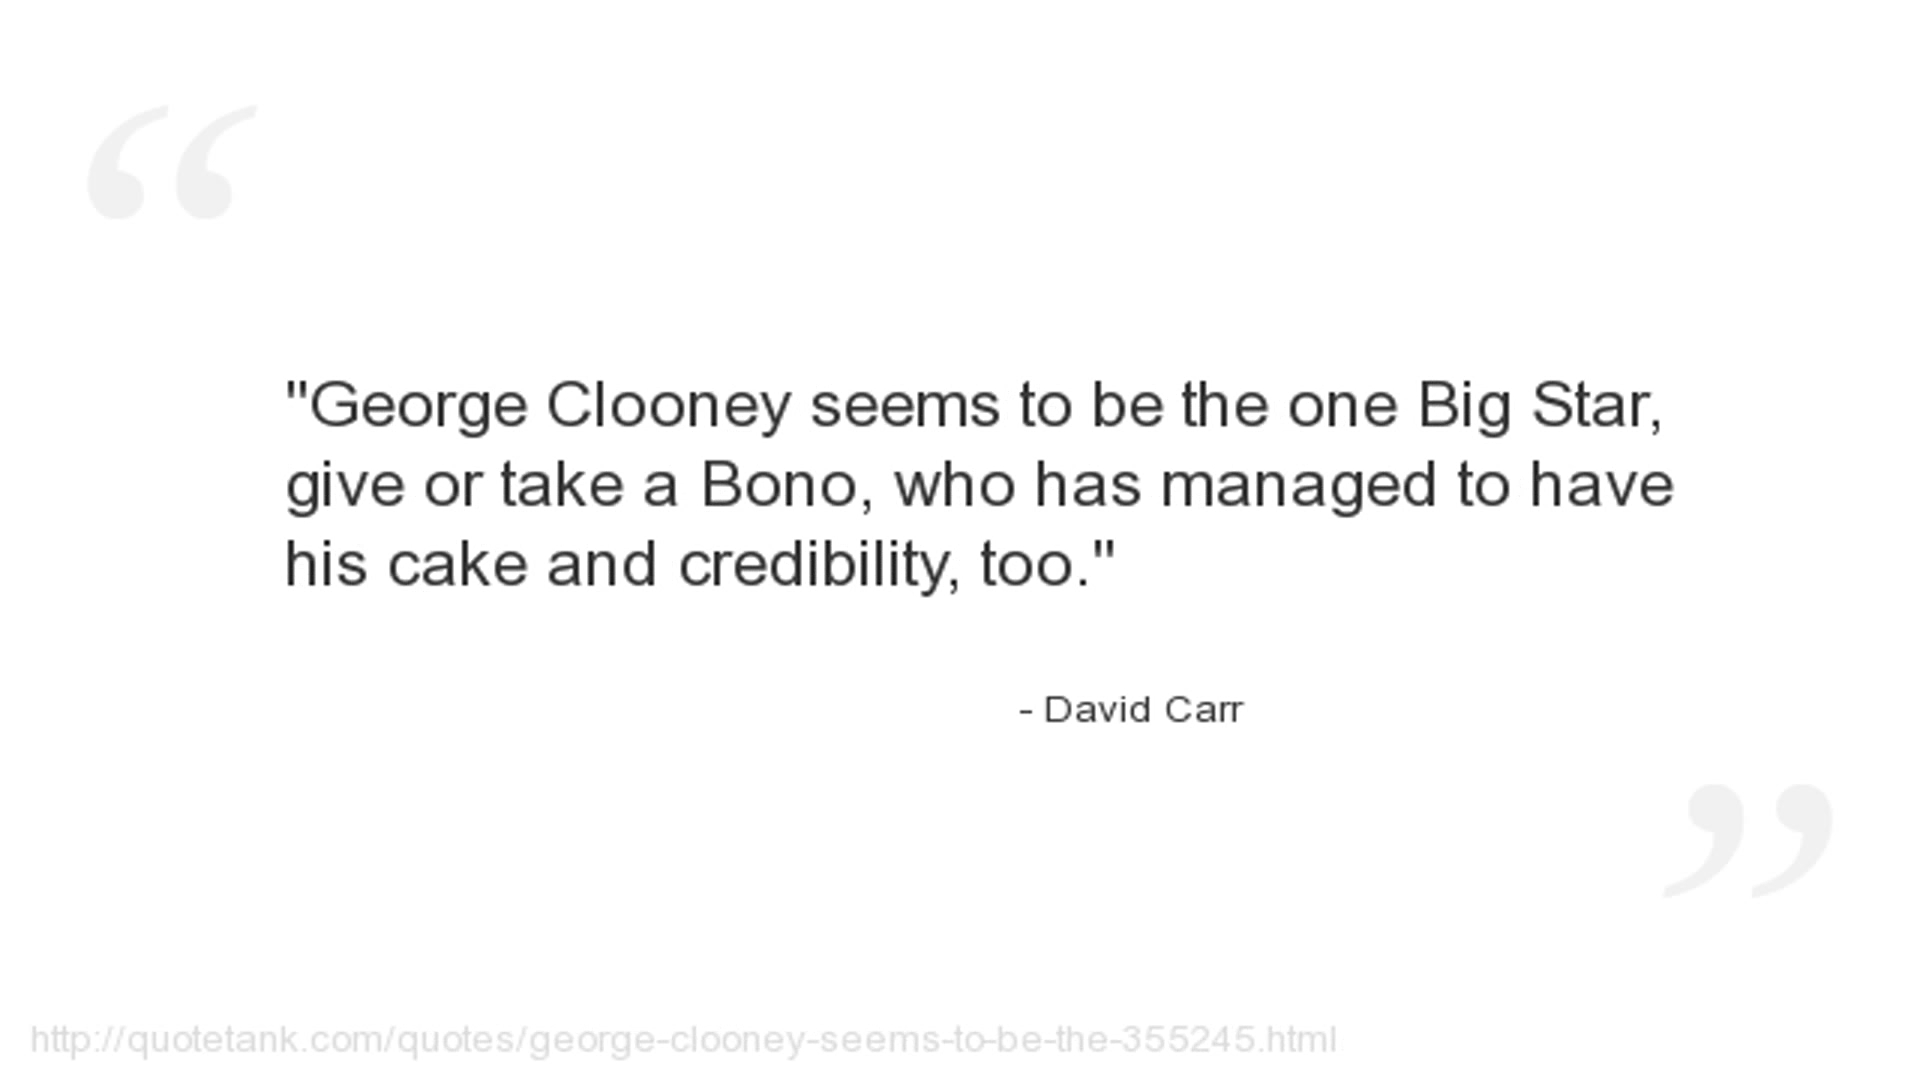 "George Clooney seems to be the one Big Star,
give or take a Bono, who has managed to have
his cake and credibility, too."
- David Carr
http://quotetank.com/quotes/george-clooney-seems-to-be-the-355245.html